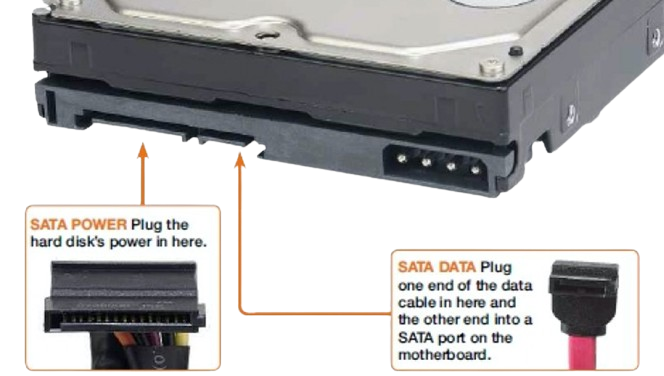 SATA POWER Plug the
hard disk's power in here.
SATA DATA Plug
one end of the data
cable in here and
the other end into a
SATA port on the
motherboard.